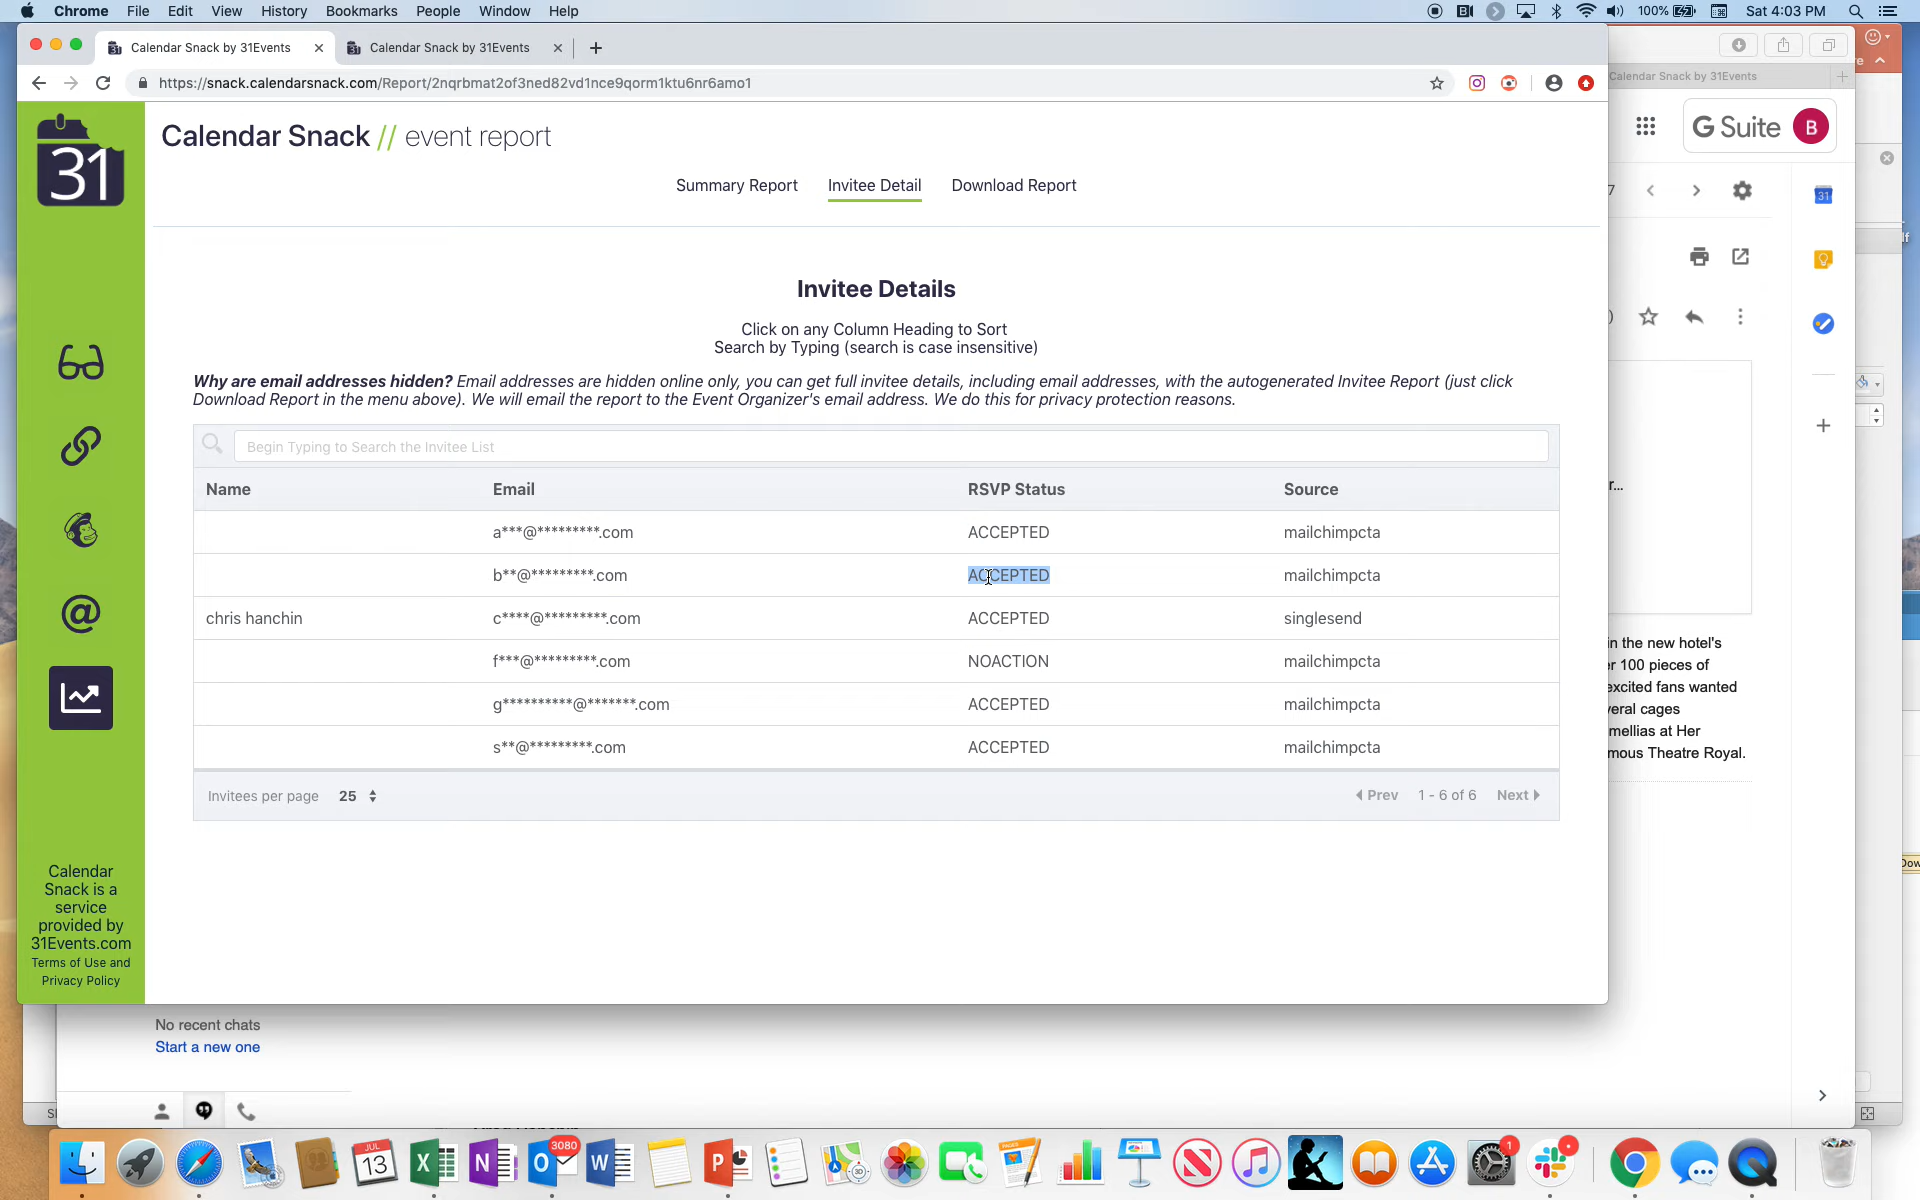 Chrome File Edit View History Bookmarks People Window Help 100% Sat 4:03 PM
Calendar Snack by 31Events Calendar Snack by 31Events
https://snack.calendarsnack.com/Report/2nqrbmat2of3ned82vd1nce9qorm1ktu6nr6amo1
Calendar Snack by 31Events
31
Calendar Snack // event report
G Suite B
Summary Report Invitee Detail Download Report
31
Invitee Details
Click on any Column Heading to Sort
Search by Typing (search is case insensitive)
Why are email addresses hidden? Email addresses are hidden online only, you can get full invitee details, including email addresses, with the autogenerated Invitee Report (just click
Download Report in the menu above). We will email the report to the Event Organizer's email address. We do this for privacy protection reasons.
Begin Typing to Search the Invitee List
Name Email RSVP Status Source
a***@*********.com ACCEPTED mailchimpcta
b**@*********.com ACCEPTED mailchimpcta
chris hanchin c****@*********.com ACCEPTED singlesend
f***@*********.com NOACTION mailchimpcta
g**********@*******.com ACCEPTED mailchimpcta
s**@*********.com ACCEPTED mailchimpcta
Invitees per page 25 Prev 1 - 6 of 6 Next
r...
in the new hotel's
er 100 pieces of
excited fans wanted
veral cages
mellias at Her
mous Theatre Royal.
Calendar
Snack is a
service
provided by
31Events.com
Terms of Use and
Privacy Policy
No recent chats
Start a new one
JUL
13
3080
1